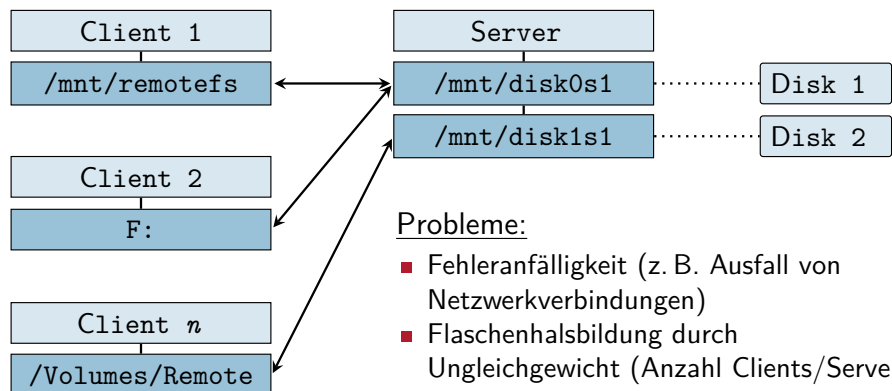 Client 1
/mnt/remotefs
Client 2
F:
Client n
/Volumes/Remote
Server
/mnt/disk0s1
/mnt/disk1s1
Disk 1
Disk 2
Probleme:
Fehleranfälligkeit (z. B. Ausfall von
Netzwerkverbindungen)
Flaschenhalsbildung durch
Ungleichgewicht (Anzahl Clients/Serve